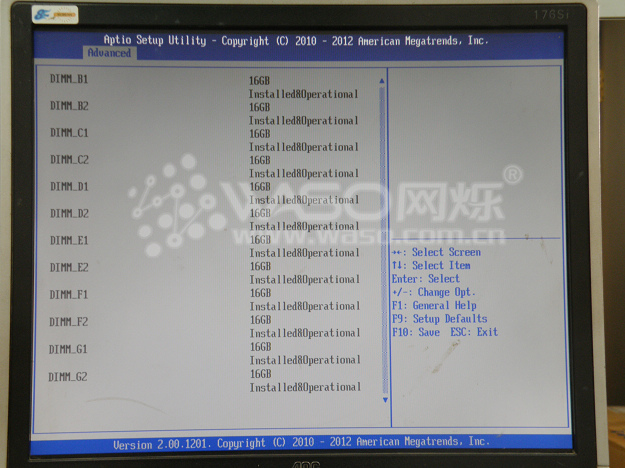 178Si
Aptio Setup Utility - Copyright (C) 2010 - 2012 American Megatrends, Inc.
Advanced
DIMM_B1 16GB
Installed&Operational
DIMM_B2 16GB
Installed&Operational
DIMM_C1 16GB
Installed&Operational
DIMM_C2 16GB
Installed&Operational
DIMM_D1 16GB
Installed&Operational
DIMM_D2 16GB
Installed&Operational
DIMM_E1 16GB
Installed&Operational
DIMM_E2 16GB
Installed&Operational
DIMM_F1 16GB
Installed&Operational
DIMM_F2 16GB
Installed&Operational
DIMM_G1 16GB
Installed&Operational
DIMM_G2 16GB
Installed&Operational
WASO网烁®
www.waso.com.cn
→←: Select Screen
↑↓: Select Item
Enter: Select
+/-: Change Opt.
F1: General Help
F9: Setup Defaults
F10: Save ESC: Exit
Version 2.00.1201. Copyright (C) 2010 - 2012 American Megatrends, Inc.
AOC